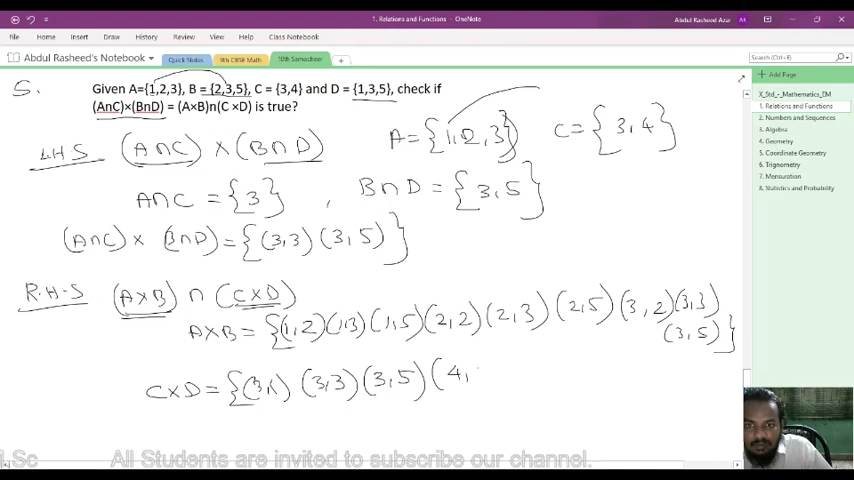 1. Relations and Functions - OneNote
Abdul Rasheed Azar
File Home Insert Draw History Review View Help Class Notebook
Abdul Rasheed's Notebook
Quick Notes 9th CBSE Math 10th Samacheer
Search (Ctrl+E)
5.
Given A={1,2,3}, B = {2,3,5}, C = {3,4} and D = {1,3,5}, check if
(AnC)×(BnD) = (A×B)n(C ×D) is true?
A = {1,2,3} C = {3,4}
L.H.S (A∩C) × (B∩D)
A∩C = {3} , B∩D = {3,5}
(A∩C) × (B∩D) = {(3,3) (3,5)}
R.H.S (A×B) ∩ (C×D)
A×B = {(1,2)(1,3)(1,5)(2,2)(2,3)(2,5)(3,2)(3,3)
(3,5)}
C×D = {(3,1) (3,3)(3,5)(4,
Add Page
X_Std_-_Mathematics_EM
1. Relations and Functions
2. Numbers and Sequences
3. Algebra
4. Geometry
5. Coordinate Geometry
6. Trignometry
7. Mensuration
8. Statistics and Probability
i.Sc All Students are invited to subscribe our channel.